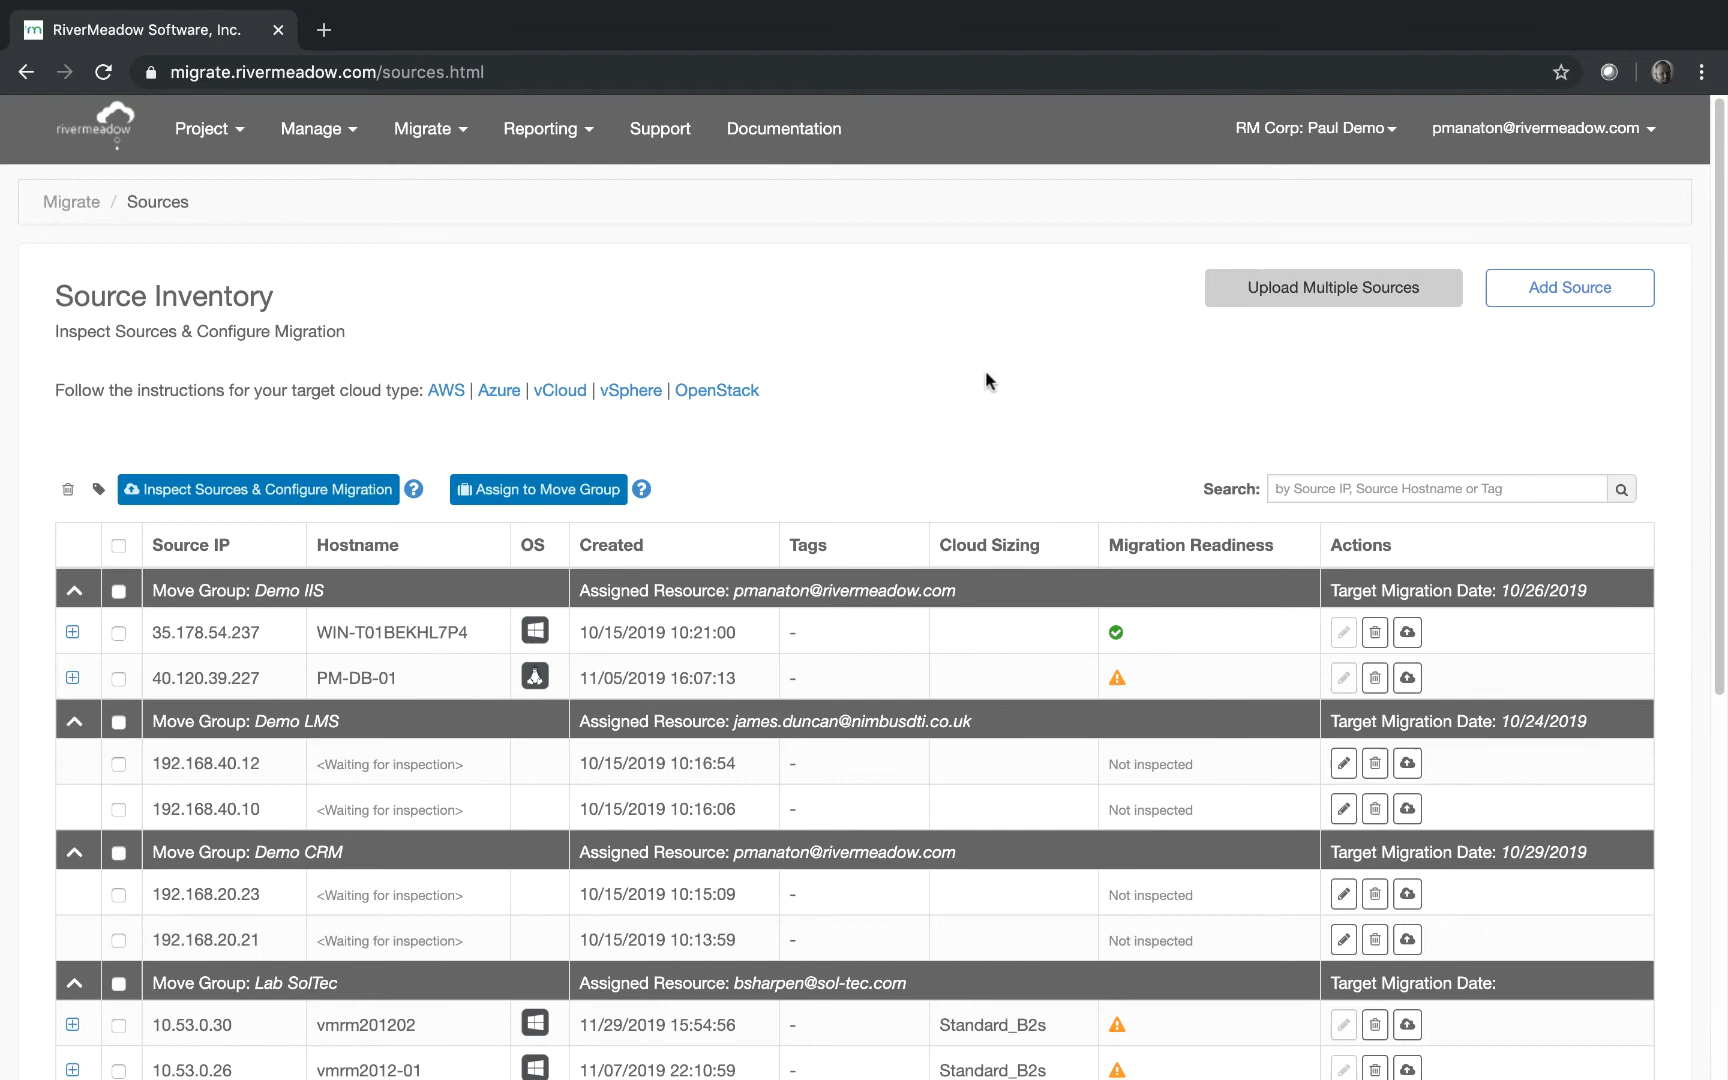 RiverMeadow Software, Inc.
migrate.rivermeadow.com/sources.html
rivermeadow Project Manage Migrate Reporting Support Documentation RM Corp: Paul Demo pmanaton@rivermeadow.com
Migrate / Sources
Source Inventory
Upload Multiple Sources Add Source
Inspect Sources & Configure Migration
Follow the instructions for your target cloud type: AWS | Azure | vCloud | vSphere | OpenStack
Inspect Sources & Configure Migration ? Assign to Move Group ? Search: by Source IP, Source Hostname or Tag
Source IP Hostname OS Created Tags Cloud Sizing Migration Readiness Actions
Move Group: Demo IIS Assigned Resource: pmanaton@rivermeadow.com Target Migration Date: 10/26/2019
35.178.54.237 WIN-T01BEKHL7P4 10/15/2019 10:21:00 -
40.120.39.227 PM-DB-01 11/05/2019 16:07:13 -
Move Group: Demo LMS Assigned Resource: james.duncan@nimbusdti.co.uk Target Migration Date: 10/24/2019
192.168.40.12 <Waiting for inspection> 10/15/2019 10:16:54 - Not inspected
192.168.40.10 <Waiting for inspection> 10/15/2019 10:16:06 - Not inspected
Move Group: Demo CRM Assigned Resource: pmanaton@rivermeadow.com Target Migration Date: 10/29/2019
192.168.20.23 <Waiting for inspection> 10/15/2019 10:15:09 - Not inspected
192.168.20.21 <Waiting for inspection> 10/15/2019 10:13:59 - Not inspected
Move Group: Lab SolTec Assigned Resource: bsharpen@sol-tec.com Target Migration Date:
10.53.0.30 vmrm201202 11/29/2019 15:54:56 - Standard_B2s
10.53.0.26 vmrm2012-01 11/07/2019 22:10:59 - Standard_B2s